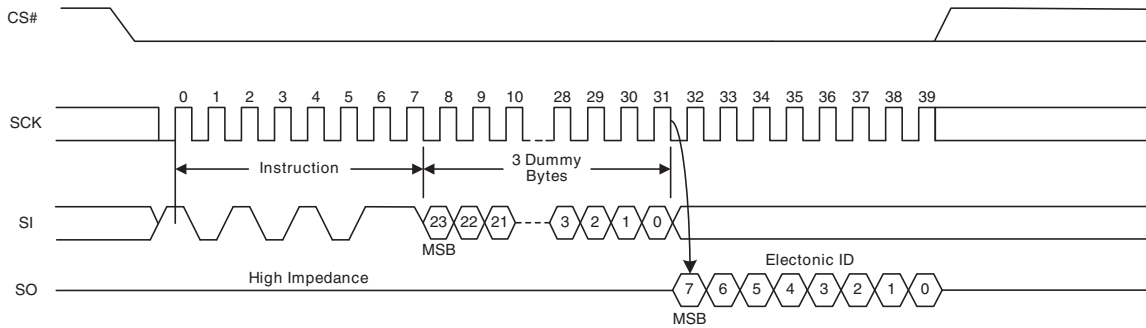 CS#
0 1 2 3 4 5 6 7 8 9 10 28 29 30 31 32 33 34 35 36 37 38 39
SCK
Instruction
3 Dummy
Bytes
SI
23 22 21 3 2 1 0
MSB
High Impedance
Electonic ID
SO
7 6 5 4 3 2 1 0
MSB